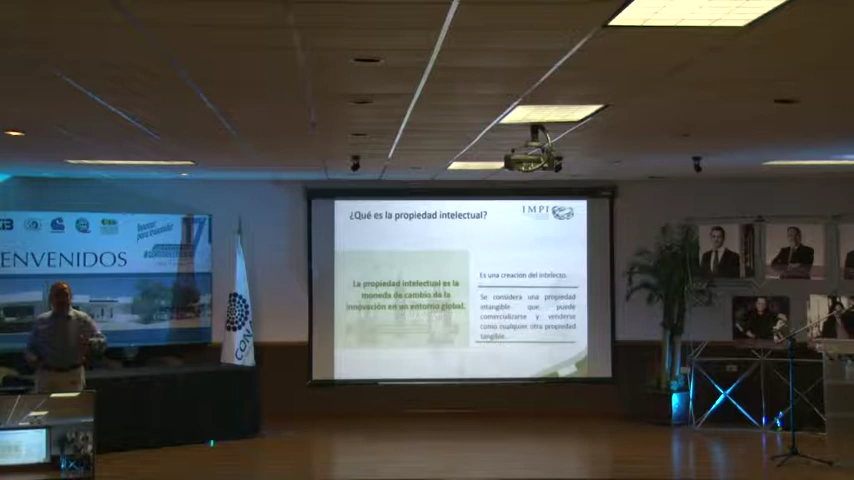 ¿Qué es la propiedad intelectual?
IMPI
La propiedad intelectual es la
moneda de cambio de la
innovación en un entorno global.
Es una creación del intelecto.
Se considera una propiedad
intangible que puede
comercializarse y venderse
como cualquier otra propiedad
tangible.
ENVENIDOS
CON